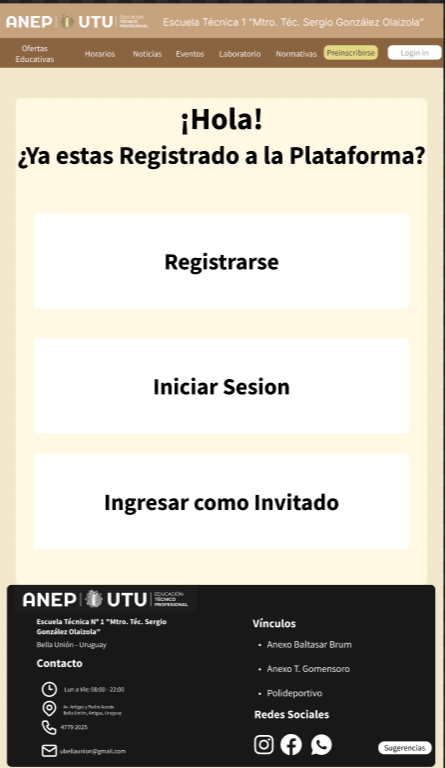 ANEP UTU EDUCACIÓN TÉCNICO PROFESIONAL Escuela Técnica 1 "Mtro. Téc. Sergio González Olaizola"
Ofertas Educativas Horarios Noticias Eventos Laboratorio Normativas Preinscribirse Login in
¡Hola!
¿Ya estas Registrado a la Plataforma?
Registrarse
Iniciar Sesion
Ingresar como Invitado
ANEP UTU EDUCACIÓN TÉCNICO PROFESIONAL
Escuela Técnica Nº 1 "Mtro. Téc. Sergio
González Olaizola"
Bella Unión - Uruguay
Contacto
Lun a Vie: 08:00 - 23:00
Av. Artigas y Pedro
Bella Unión, Artigas, Uruguay
4779 2025
utbellaunion@gmail.com
Vínculos
• Anexo Baltasar Brum
• Anexo T. Gomensoro
• Polideportivo
Redes Sociales
Sugerencias